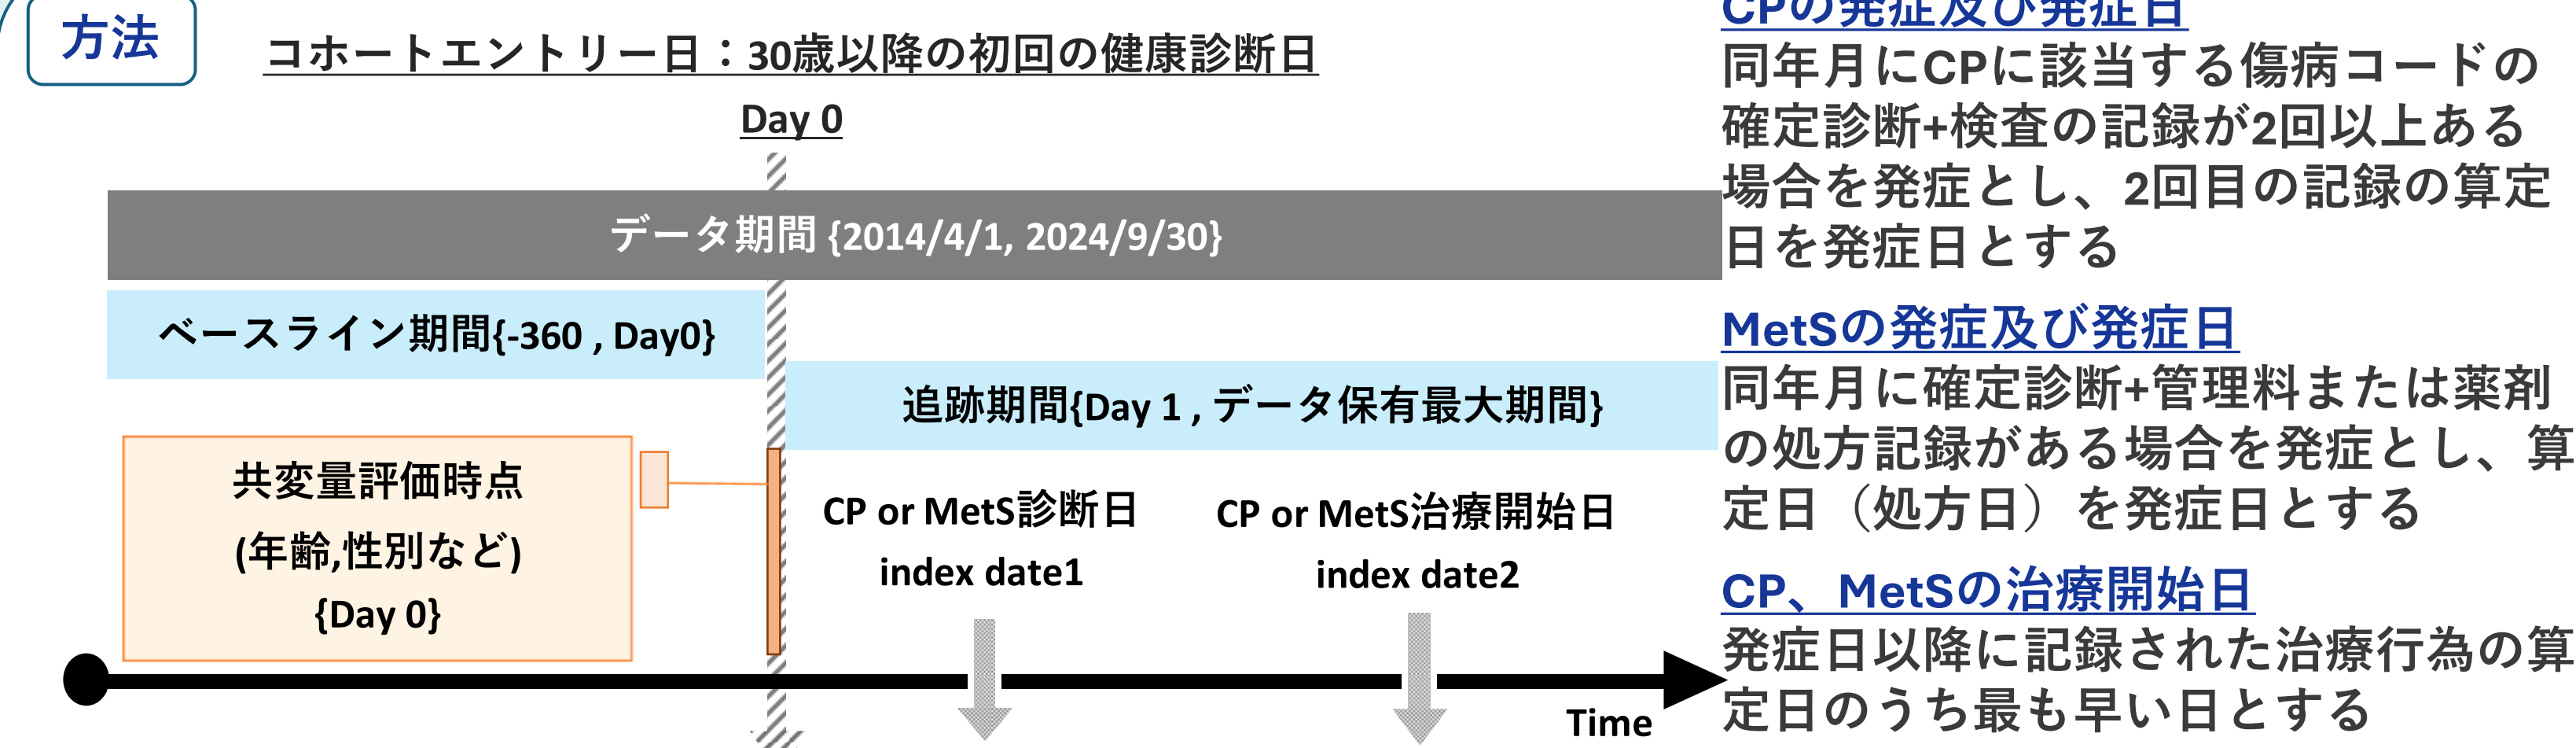 方法
コホートエントリー日：30歳以降の初回の健康診断日
Day 0
データ期間 {2014/4/1, 2024/9/30}
ベースライン期間{-360 , Day0}
追跡期間{Day 1 , データ保有最大期間}
共変量評価時点
(年齢,性別など)
{Day 0}
CP or MetS診断日
index date1
CP or MetS治療開始日
index date2
Time
CPの発症及び発症日
同年月にCPに該当する傷病コードの
確定診断+検査の記録が2回以上ある
場合を発症とし、2回目の記録の算定
日を発症日とする
MetSの発症及び発症日
同年月に確定診断+管理料または薬剤
の処方記録がある場合を発症とし、算
定日（処方日）を発症日とする
CP、MetSの治療開始日
発症日以降に記録された治療行為の算
定日のうち最も早い日とする